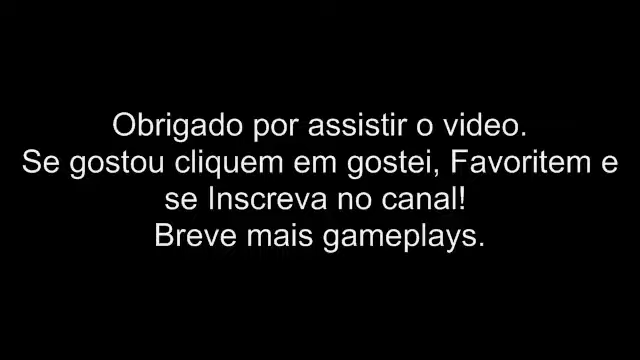 Obrigado por assistir o video.
Se gostou cliquem em gostei, Favoritem e
se Inscreva no canal!
Breve mais gameplays.